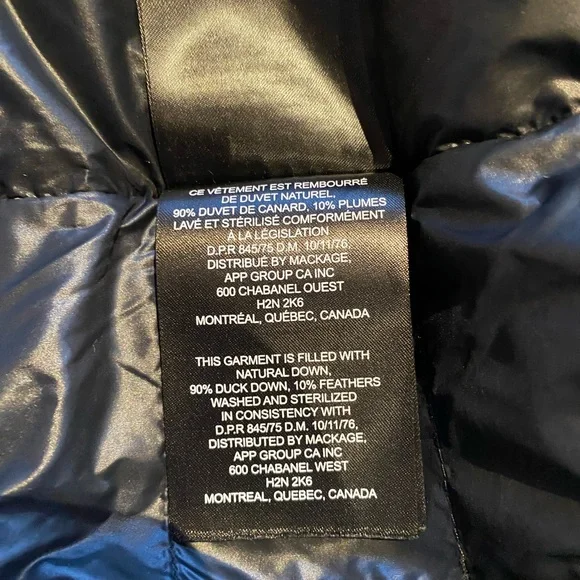 CE VÊTEMENT EST REMBOURRÉ
DE DUVET NATUREL,
90% DUVET DE CANARD, 10% PLUMES
LAVÉ ET STÉRILISÉ COMFORMÉMENT
À LA LÉGISLATION
D.P.R 845/75 D.M. 10/11/76,
DISTRIBUÉ BY MACKAGE,
APP GROUP CA INC
600 CHABANEL OUEST
H2N 2K6
MONTRÉAL, QUÉBEC, CANADA
THIS GARMENT IS FILLED WITH
NATURAL DOWN,
90% DUCK DOWN, 10% FEATHERS
WASHED AND STERILIZED
IN CONSISTENCY WITH
D.P.R 845/75 D.M. 10/11/76,
DISTRIBUTED BY MACKAGE,
APP GROUP CA INC
600 CHABANEL WEST
H2N 2K6
MONTREAL, QUEBEC, CANADA